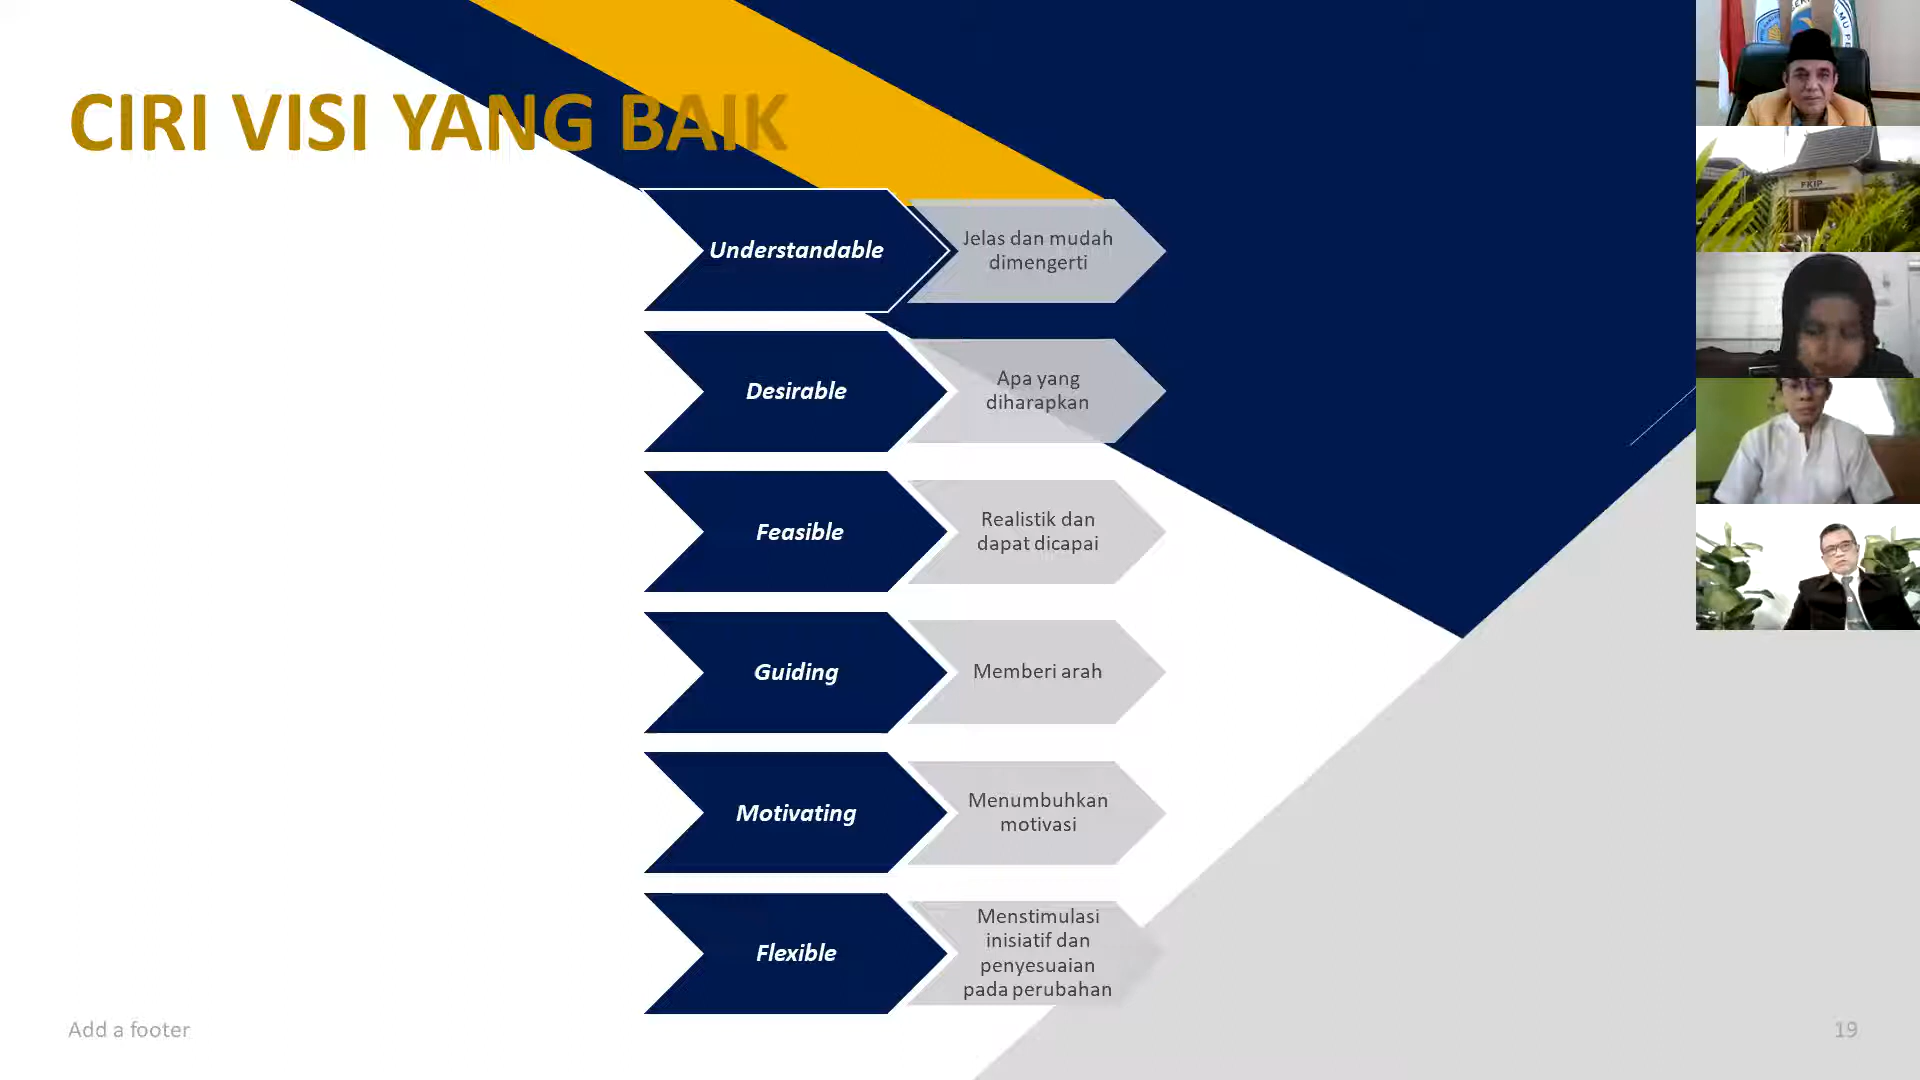 CIRI VISI YANG BAIK
Understandable
Jelas dan mudah
dimengerti
Desirable
Apa yang
diharapkan
Feasible
Realistik dan
dapat dicapai
Guiding
Memberi arah
Motivating
Menumbuhkan
motivasi
Flexible
Menstimulasi
inisiatif dan
penyesuaian
pada perubahan
Add a footer
19
FKIP